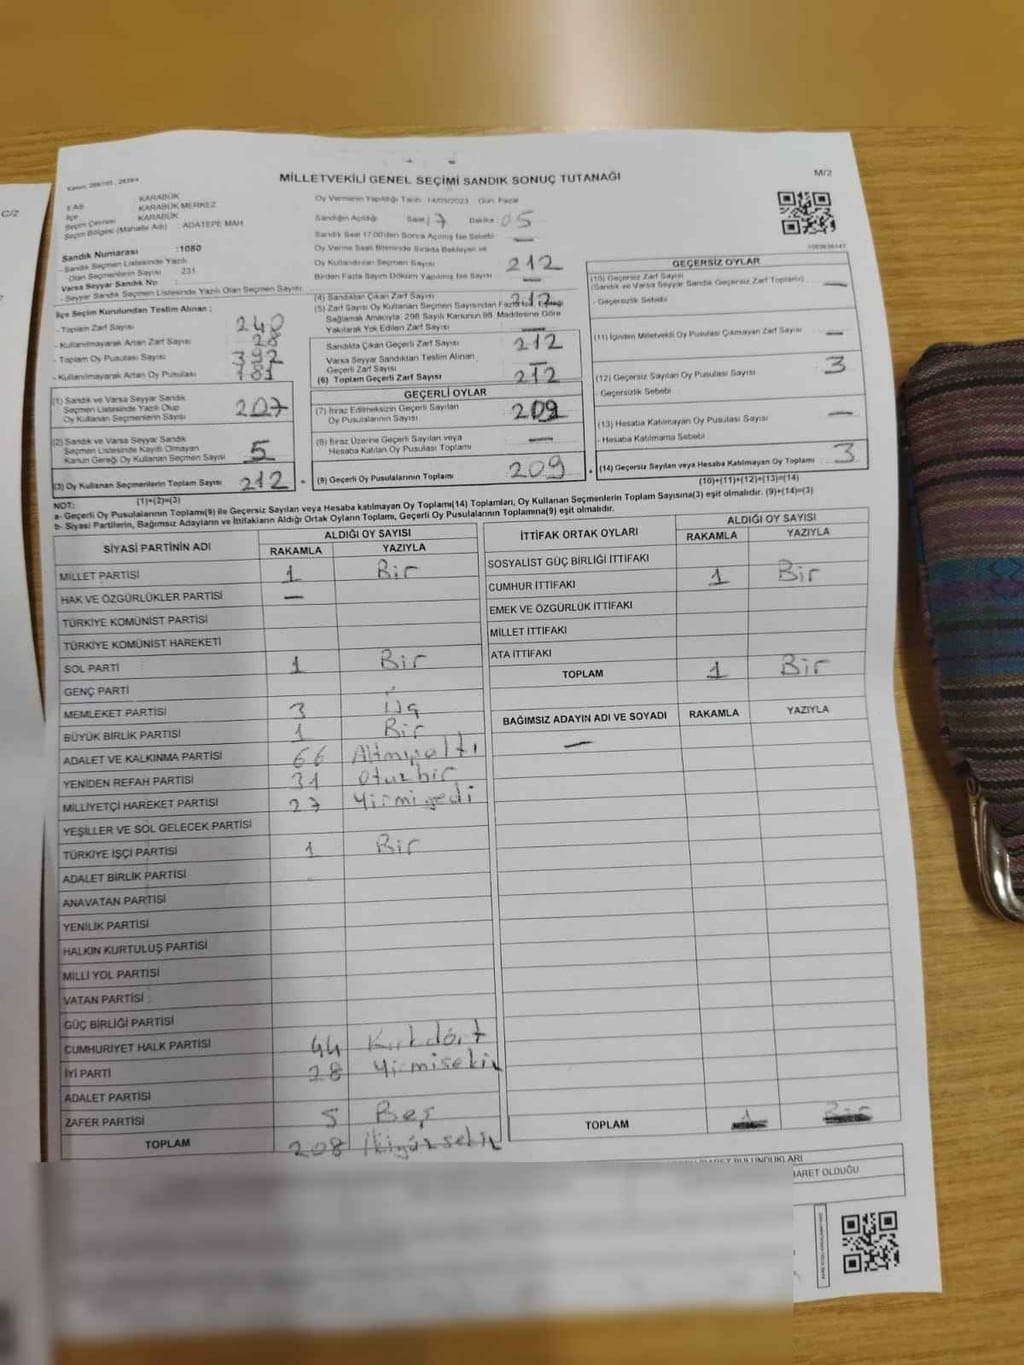 C/2
Kanun: 298/105 , 2839/4
MİLLETVEKİLİ GENEL SEÇİMİ SANDIK SONUÇ TUTANAĞI
M/2
İl Adı KARABÜK
İlçe KARABÜK MERKEZ
Seçim Çevresi KARABÜK
Seçim Bölgesi (Mahalle Adı) : ADATEPE MAH
Sandık Numarası :1080
- Sandık Seçmen Listesinde Yazılı
Olan Seçmenlerin Sayısı 231
Varsa Seyyar Sandık No
- Seyyar Sandık Seçmen Listesinde Yazılı Olan Seçmen Sayısı
Oy Vermenin Yapıldığı Tarih 14/05/2023 Gün Pazar
Sandığın Açıldığı Saat 17 Dakika: 05
Sandık Saat 17:00'den Sonra Açılmış İse Sebebi —
Oy Verme Saati Bitiminde Sırada Bekleyen ve
Oy Kullandırılan Seçmen Sayısı 212
Birden Fazla Sayım Döküm Yapılmış İse Sayısı —
İlçe Seçim Kurulundan Teslim Alınan ;
- Toplam Zarf Sayısı 240
- Kullanılmayarak Artan Zarf Sayısı 28
- Toplam Oy Pusulası Sayısı 392
- Kullanılmayarak Artan Oy Pusulası 181
(1) Sandık ve Varsa Seyyar Sandık
Seçmen Listesinde Yazılı Olup
Oy Kullanan Seçmenlerin Sayısı 207
(2) Sandık ve Varsa Seyyar Sandık
Seçmen Listesinde Kayıtlı Olmayan
Kanun Gereği Oy Kullanan Seçmen Sayısı 5
(3) Oy Kullanan Seçmenlerin Toplam Sayısı 212
(1)+(2)=(3)
(4) Sandıktan Çıkan Zarf Sayısı 212
(5) Zarf Sayısı Oy Kullanan Seçmen Sayısından Fazla İse, Eşitliği
Sağlamak Amacıyla, 298 Sayılı Kanunun 98. Maddesine Göre
Yakılarak Yok Edilen Zarf Sayısı —
Sandıkta Çıkan Geçerli Zarf Sayısı 212
Varsa Seyyar Sandıktan Teslim Alınan
Geçerli Zarf Sayısı —
(6) Toplam Geçerli Zarf Sayısı 212
GEÇERLİ OYLAR
(7) İtiraz Edilmeksizin Geçerli Sayılan
Oy Pusulalarının Sayısı 209
(8) İtiraz Üzerine Geçerli Sayılan veya
Hesaba Katılan Oy Pusulası Toplamı —
(9) Geçerli Oy Pusulalarının Toplamı 209
GEÇERSİZ OYLAR
(10) Geçersiz Zarf Sayısı
(Sandık ve Varsa Seyyar Sandık Geçersiz Zarf Toplamı) —
- Geçersizlik Sebebi
(11) İçinden Milletvekili Oy Pusulası Çıkmayan Zarf Sayısı —
(12) Geçersiz Sayılan Oy Pusulası Sayısı 3
- Geçersizlik Sebebi
(13) Hesaba Katılmayan Oy Pusulası Sayısı —
- Hesaba Katılmama Sebebi
(14) Geçersiz Sayılan veya Hesaba Katılmayan Oy Toplamı 3
(10)+(11)+(12)+(13)=(14)
NOT:
a- Geçerli Oy Pusulalarının Toplamı(9) ile Geçersiz Sayılan veya Hesaba katılmayan Oy Toplamı(14) Toplamları, Oy Kullanan Seçmenlerin Toplam Sayısına(3) eşit olmalıdır. (9)+(14)=(3)
b- Siyasi Partilerin, Bağımsız Adayların ve İttifakların Aldığı Ortak Oyların Toplamı, Geçerli Oy Pusulalarının Toplamına(9) eşit olmalıdır.
SİYASİ PARTİNİN ADI ALDIĞI OY SAYISI
RAKAMLA YAZIYLA
MİLLET PARTİSİ 1 Bir
HAK VE ÖZGÜRLÜKLER PARTİSİ —
TÜRKİYE KOMÜNİST PARTİSİ
TÜRKİYE KOMÜNİST HAREKETİ
SOL PARTİ 1 Bir
GENÇ PARTİ
MEMLEKET PARTİSİ 3 Üç
BÜYÜK BİRLİK PARTİSİ 1 Bir
ADALET VE KALKINMA PARTİSİ 66 Altmışaltı
YENİDEN REFAH PARTİSİ 31 otuzbir
MİLLİYETÇİ HAREKET PARTİSİ 27 Yirmiyedi
YEŞİLLER VE SOL GELECEK PARTİSİ
TÜRKİYE İŞÇİ PARTİSİ 1 Bir
ADALET BİRLİK PARTİSİ
ANAVATAN PARTİSİ
YENİLİK PARTİSİ
HALKIN KURTULUŞ PARTİSİ
MİLLİ YOL PARTİSİ
VATAN PARTİSİ
GÜÇ BİRLİĞİ PARTİSİ
CUMHURİYET HALK PARTİSİ 44 Kırkdört
İYİ PARTİ 28 Yirmisekiz
ADALET PARTİSİ
ZAFER PARTİSİ 5 Beş
TOPLAM 208 İkiyüzsekiz
İTTİFAK ORTAK OYLARI ALDIĞI OY SAYISI
RAKAMLA YAZIYLA
SOSYALİST GÜÇ BİRLİĞİ İTTİFAKI
CUMHUR İTTİFAKI 1 Bir
EMEK VE ÖZGÜRLÜK İTTİFAKI
MİLLET İTTİFAKI
ATA İTTİFAKI
TOPLAM 1 Bir
BAĞIMSIZ ADAYIN ADI VE SOYADI RAKAMLA YAZIYLA
—
TOPLAM
BULUNDUKLARI
İBARET OLDUĞU